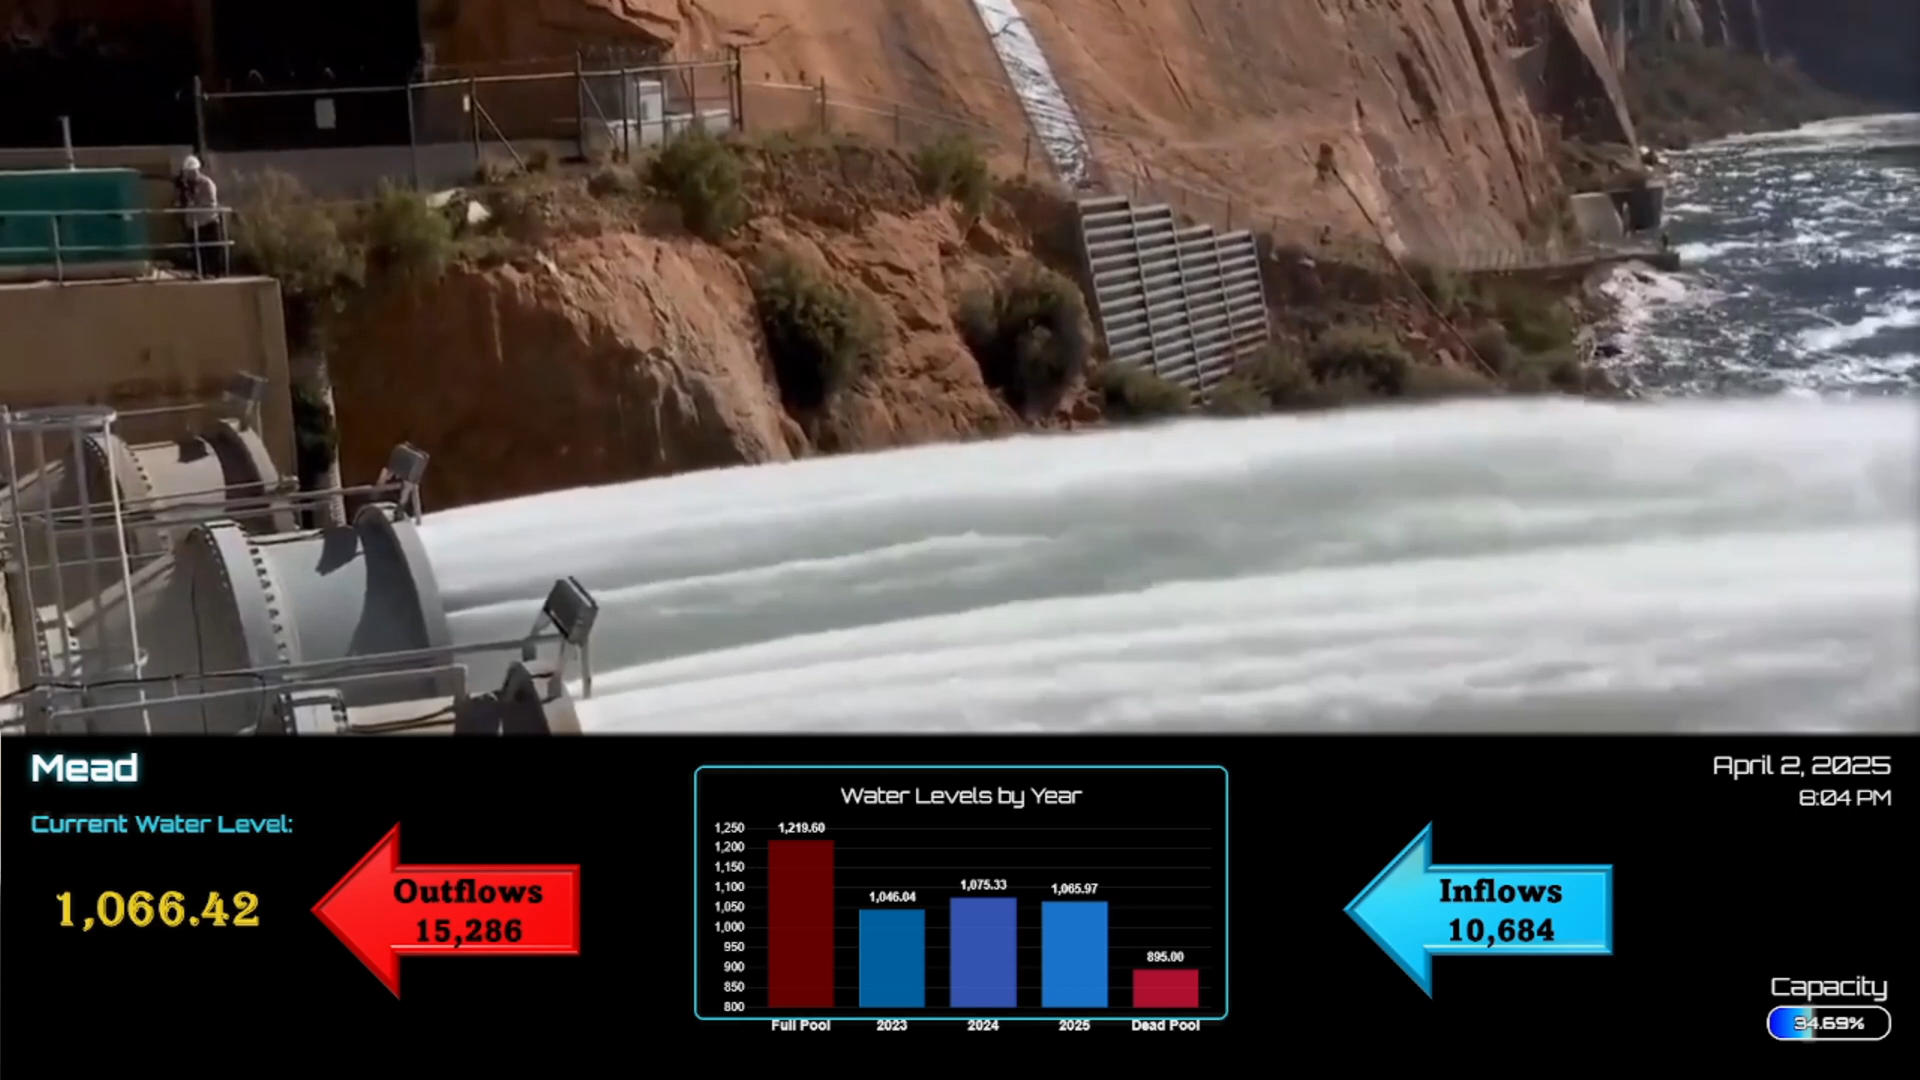 Mead
Current Water Level:
1,066.42
Outflows
15,286
Water Levels by Year
1,250
1,200
1,150
1,100
1,050
1,000
950
900
850
800
1,219.60
1,046.04
1,075.33
1,065.97
895.00
Full Pool
2023
2024
2025
Dead Pool
Inflows
10,684
April 2, 2025
8:04 PM
Capacity
34.69%